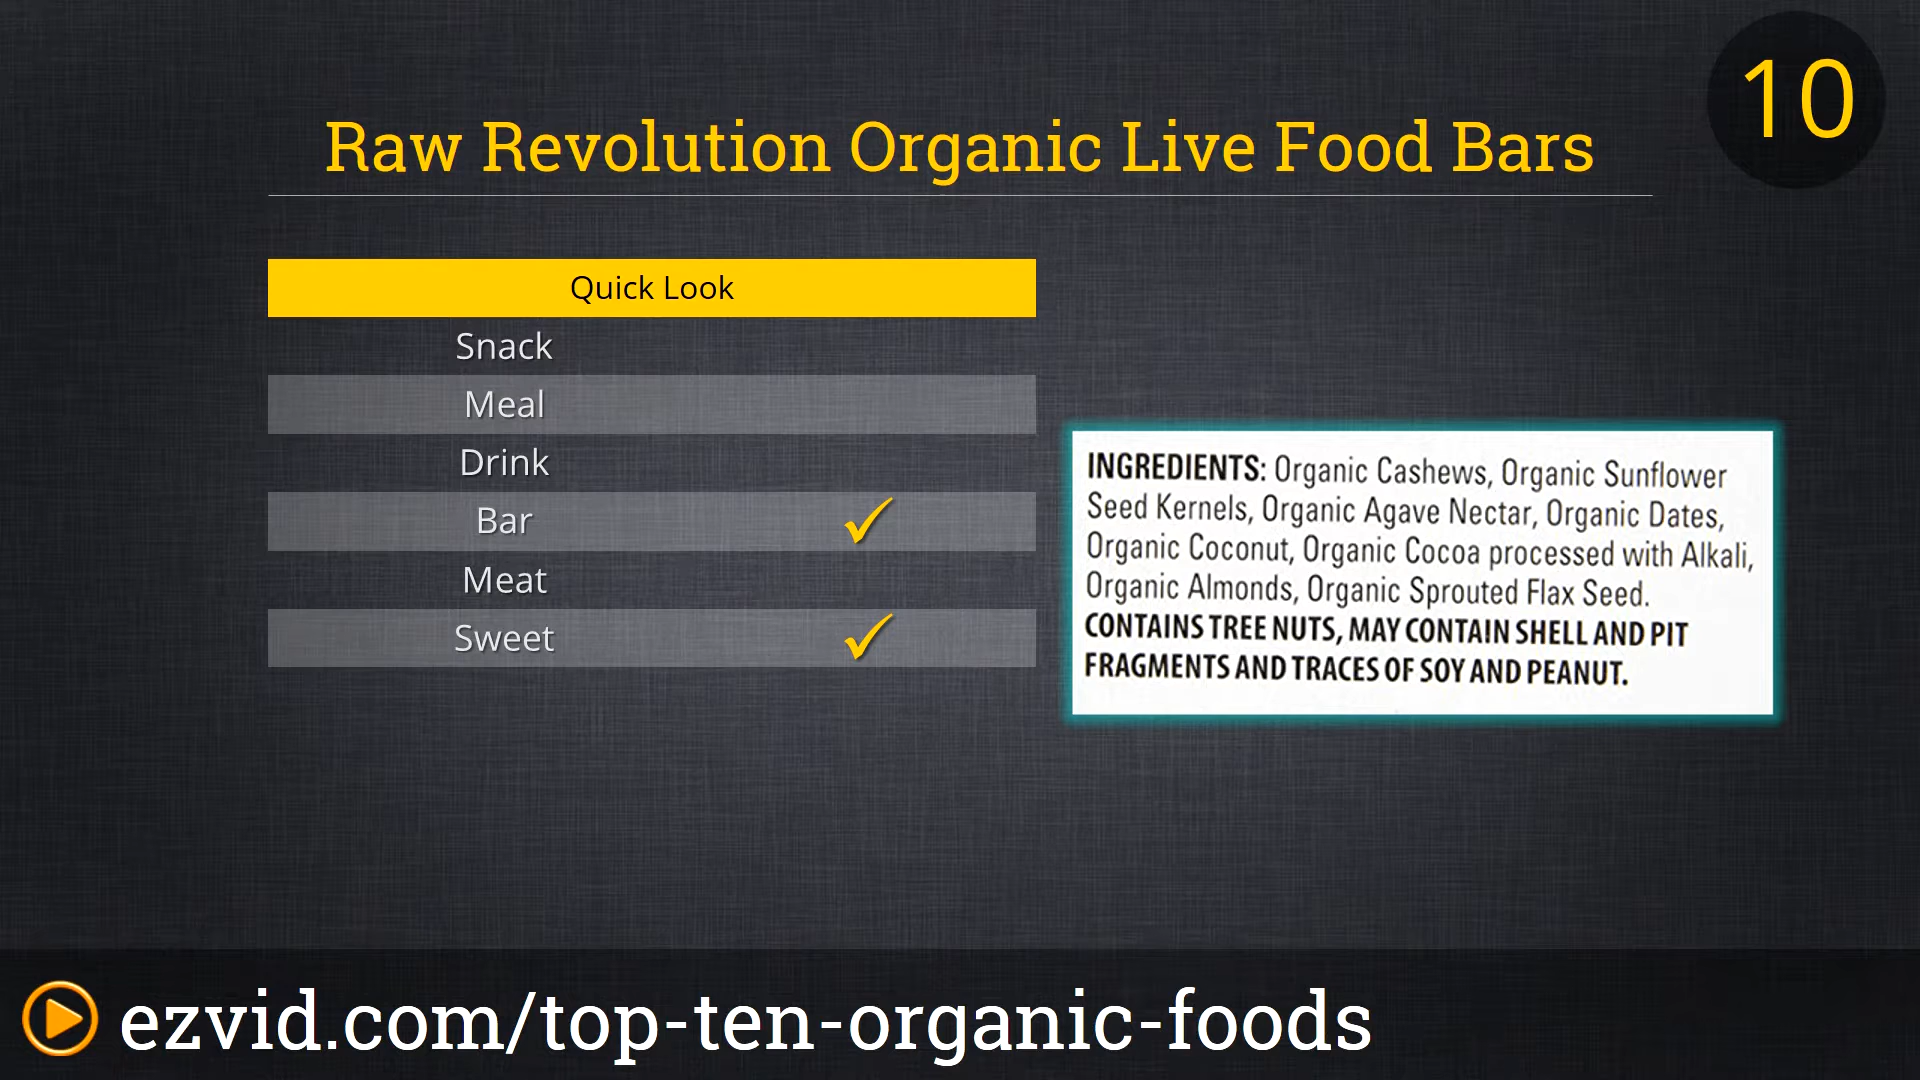 10
Raw Revolution Organic Live Food Bars
Quick Look
Snack
Meal
Drink
Bar
Meat
Sweet
INGREDIENTS: Organic Cashews, Organic Sunflower
Seed Kernels, Organic Agave Nectar, Organic Dates,
Organic Coconut, Organic Cocoa processed with Alkali,
Organic Almonds, Organic Sprouted Flax Seed.
CONTAINS TREE NUTS, MAY CONTAIN SHELL AND PIT
FRAGMENTS AND TRACES OF SOY AND PEANUT.
ezvid.com/top-ten-organic-foods